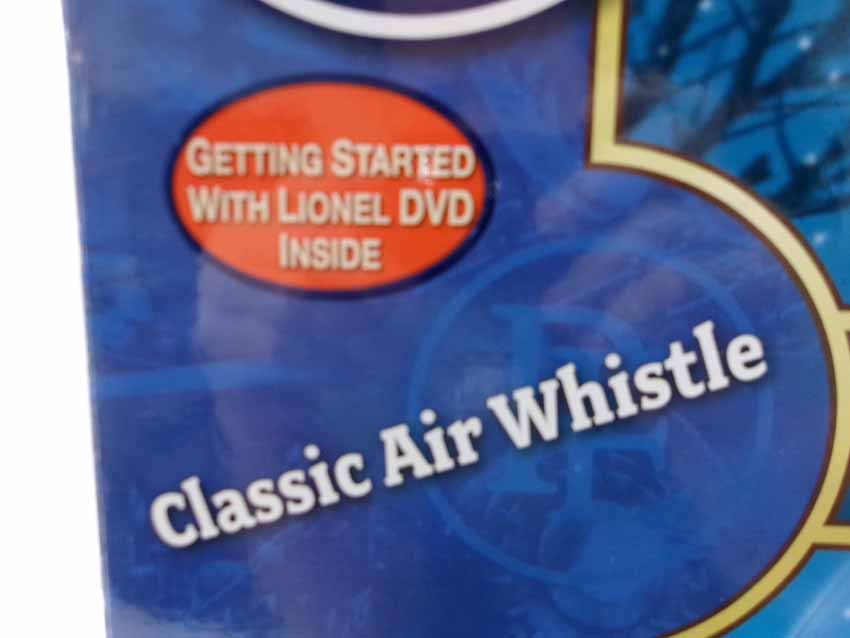 GETTING STARTED
WITH LIONEL DVD
INSIDE
Classic Air Whistle